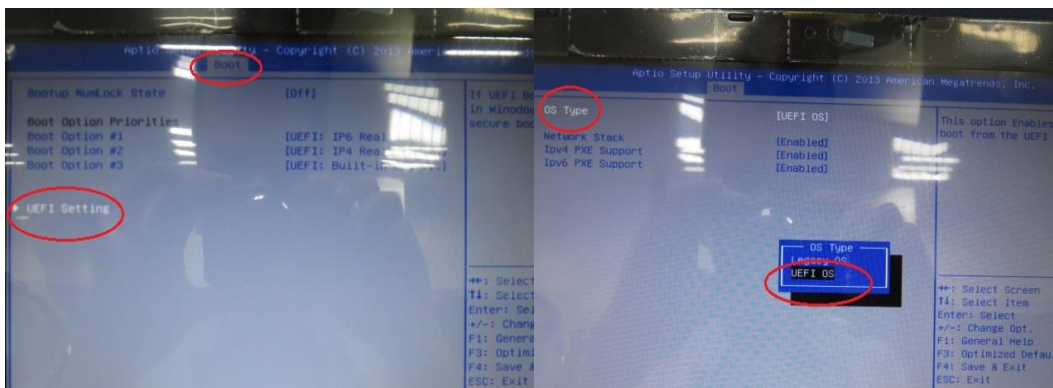 Aptio Utility - Copyright (C) 2013 Americ
Boot
Bootup NumLock State [Off]
Boot Option Priorities
Boot Option #1 [UEFI: IP6 Real
Boot Option #2 [UEFI: IP4 Rea
Boot Option #3 [UEFI: Built-in
UEFI Setting
If UEFI Bo
in Winodow
secure boo
→←: Select
↑↓: Select
Enter: Sel
+/-: Chang
F1: Genera
F3: Optimi
F4: Save &
ESC: Exit
Aptio Setup Utility - Copyright (C) 2013 American Megatrends, Inc.
Boot
OS Type [UEFI OS]
Network Stack [Enabled]
Ipv4 PXE Support [Enabled]
Ipv6 PXE Support [Enabled]
This option Enables
boot from the UEFI
OS Type
Legacy OS
UEFI OS
→←: Select Screen
↑↓: Select Item
Enter: Select
+/-: Change Opt.
F1: General Help
F3: Optimized Defau
F4: Save & Exit
ESC: Exit